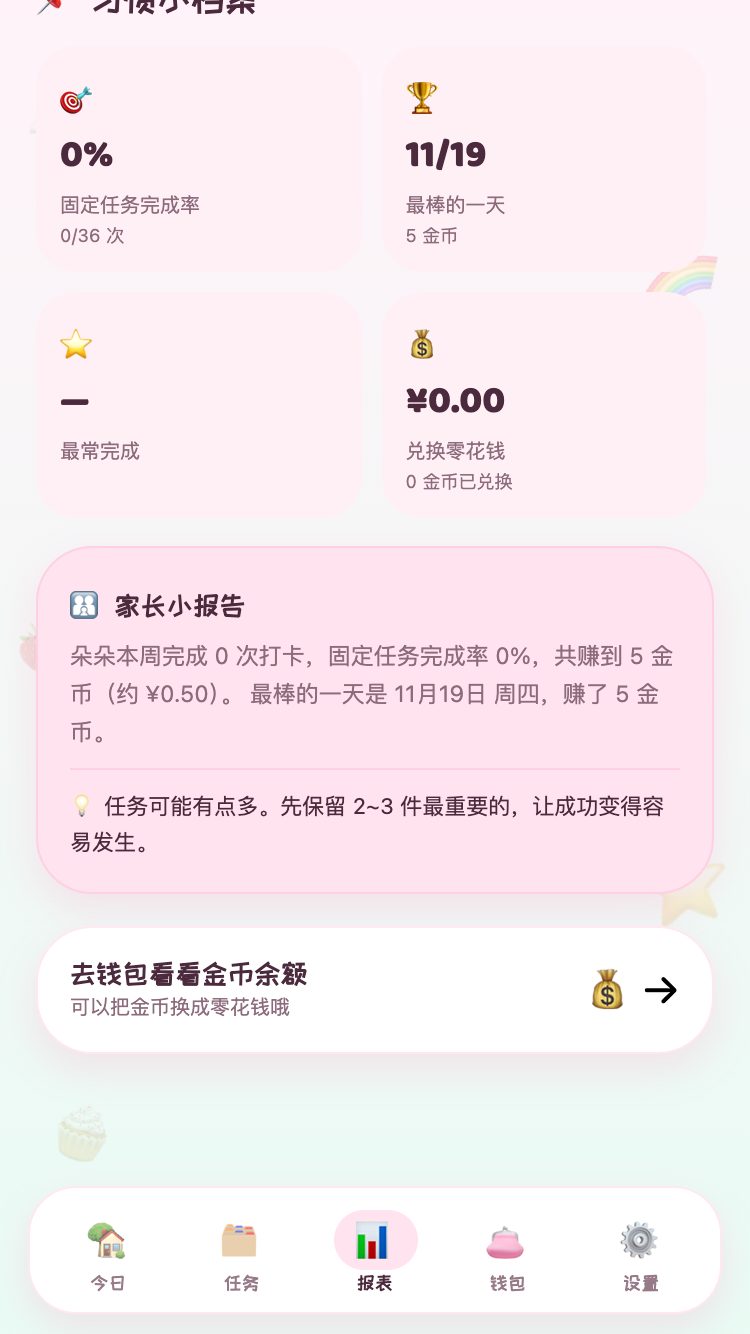 习惯小档案
0%
固定任务完成率
0/36 次
11/19
最棒的一天
5 金币
—
最常完成
¥0.00
兑换零花钱
0 金币已兑换
家长小报告
朵朵本周完成 0 次打卡，固定任务完成率 0%，共赚到 5 金
币（约 ¥0.50）。 最棒的一天是 11月19日 周四，赚了 5 金
币。
任务可能有点多。先保留 2~3 件最重要的，让成功变得容
易发生。
去钱包看看金币余额
可以把金币换成零花钱哦
今日
任务
报表
钱包
设置